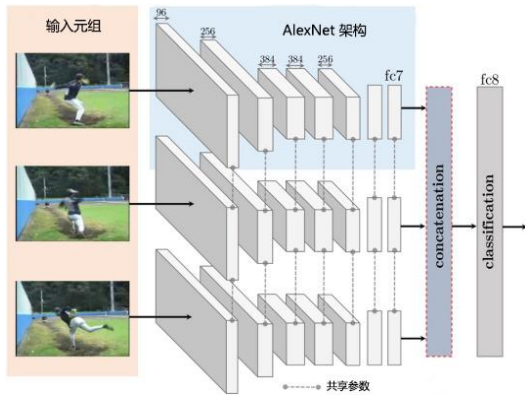 输入元组
AlexNet 架构
96
256
384
384
256
fc7
fc8
concatenation
classification
共享参数